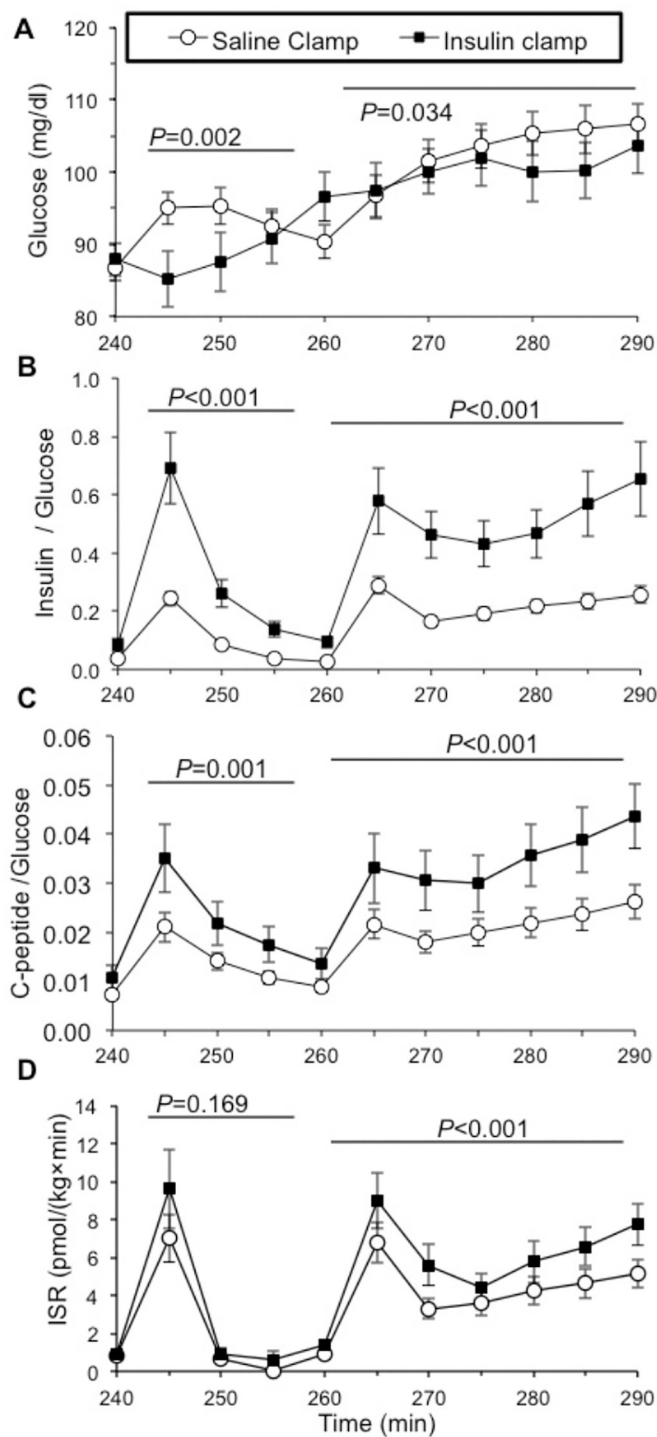 A
Saline Clamp
Insulin clamp
Glucose (mg/dl)
120
110
100
90
80
P=0.002
P=0.034
240 250 260 270 280 290
B
Insulin / Glucose
1.0
0.8
0.6
0.4
0.2
0.0
P<0.001
P<0.001
240 250 260 270 280 290
C
C-peptide /Glucose
0.06
0.05
0.04
0.03
0.02
0.01
0.00
P=0.001
P<0.001
240 250 260 270 280 290
D
ISR (pmol/(kg×min)
14
12
10
8
6
4
2
0
P=0.169
P<0.001
240 250 260 270 280 290
Time (min)